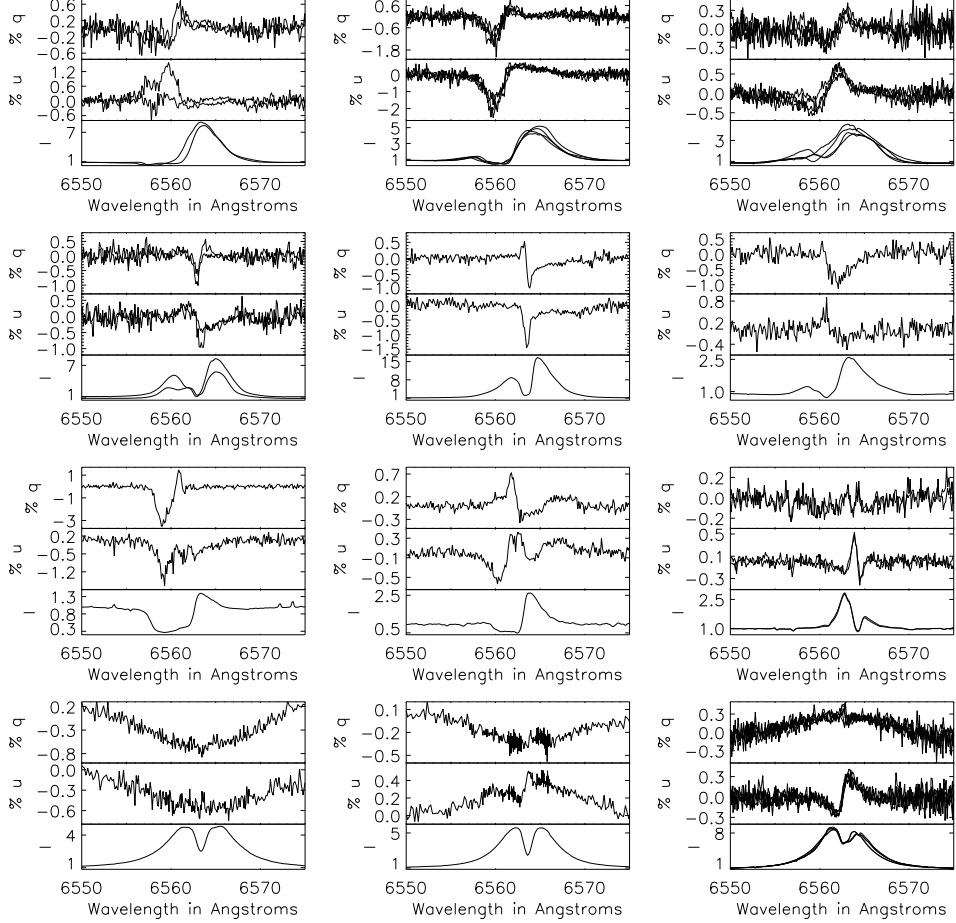 % q
0.6
0.2
−0.2
−0.6
% u
1.2
0.6
0.0
−0.6
I
7
1
6550 6560 6570
Wavelength in Angstroms
% q
0.6
−0.6
−1.8
% u
0
−1
−2
I
5
3
1
6550 6560 6570
Wavelength in Angstroms
% q
0.3
0.0
−0.3
% u
0.5
0.0
−0.5
I
3
1
6550 6560 6570
Wavelength in Angstroms
% q
0.5
0.0
−0.5
−1.0
% u
0.5
0.0
−0.5
−1.0
I
7
1
6550 6560 6570
Wavelength in Angstroms
% q
0.5
0.0
−0.5
−1.0
% u
0.0
−0.5
−1.0
−1.5
I
15
8
1
6550 6560 6570
Wavelength in Angstroms
% q
0.5
0.0
−0.5
−1.0
% u
0.8
0.2
−0.4
I
2.5
1.0
6550 6560 6570
Wavelength in Angstroms
% q
1
−1
−3
% u
0.2
−0.5
−1.2
I
1.3
0.8
0.3
6550 6560 6570
Wavelength in Angstroms
% q
0.7
0.2
−0.3
% u
0.3
−0.1
−0.5
I
2.5
0.5
6550 6560 6570
Wavelength in Angstroms
% q
0.2
0.0
−0.2
% u
0.5
0.1
−0.3
I
2.5
1.0
6550 6560 6570
Wavelength in Angstroms
% q
0.2
−0.3
−0.8
% u
0.0
−0.3
−0.6
I
4
1
6550 6560 6570
Wavelength in Angstroms
% q
0.1
−0.2
−0.5
% u
0.4
0.2
0.0
I
5
1
6550 6560 6570
Wavelength in Angstroms
% q
0.3
0.0
−0.3
% u
0.3
0.0
−0.3
I
8
1
6550 6560 6570
Wavelength in Angstroms